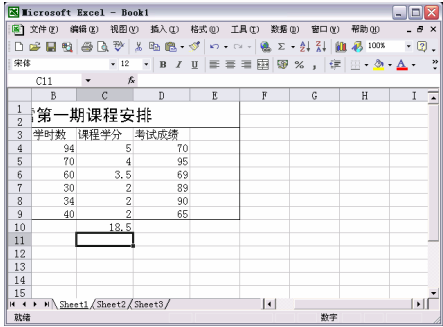 Microsoft Excel - Book1
文件(F) 编辑(E) 视图(V) 插入(I) 格式(O) 工具(T) 数据(D) 窗口(W) 帮助(H)
100%
宋体 12 B I U % ,
C11 fx
B C D E F G H I
1
2
第一期课程安排
3 学时数 课程学分 考试成绩
4 94 5 70
5 70 4 95
6 60 3.5 69
7 30 2 89
8 34 2 90
9 40 2 65
10 18.5
11
12
13
14
15
Sheet1 Sheet2 Sheet3
就绪 数字